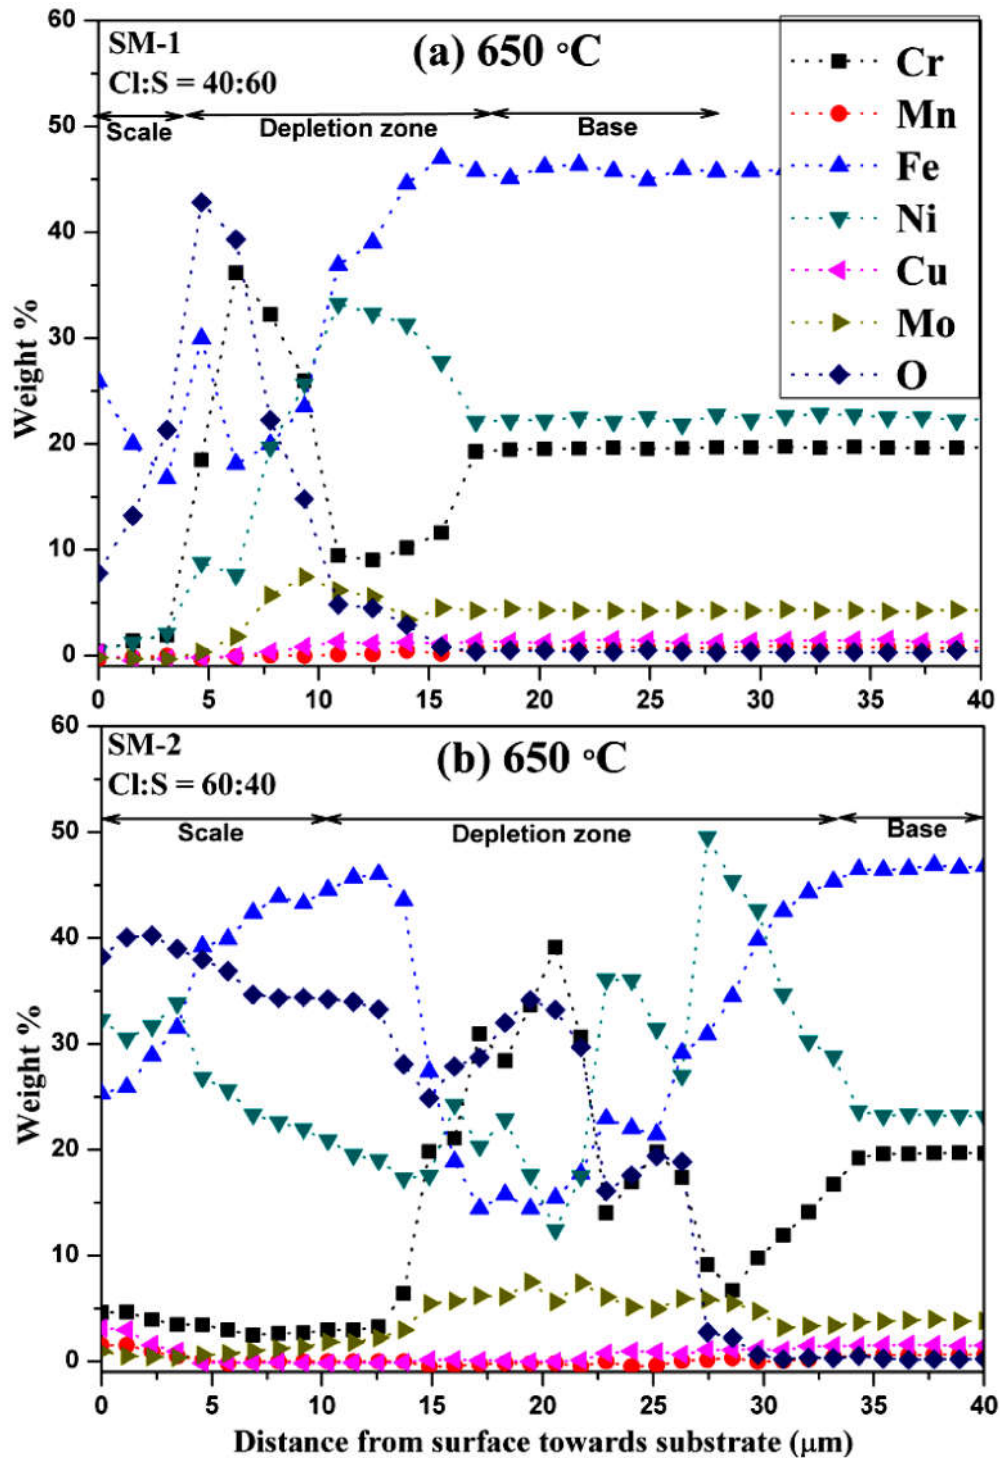 60
50
40
30
20
10
0
Weight %
SM-1
Cl:S = 40:60
(a) 650 °C
Scale
Depletion zone
Base
Cr
Mn
Fe
Ni
Cu
Mo
O
0 5 10 15 20 25 30 35 40
60
50
40
30
20
10
0
Weight %
SM-2
Cl:S = 60:40
(b) 650 °C
Scale
Depletion zone
Base
0 5 10 15 20 25 30 35 40
Distance from surface towards substrate (μm)